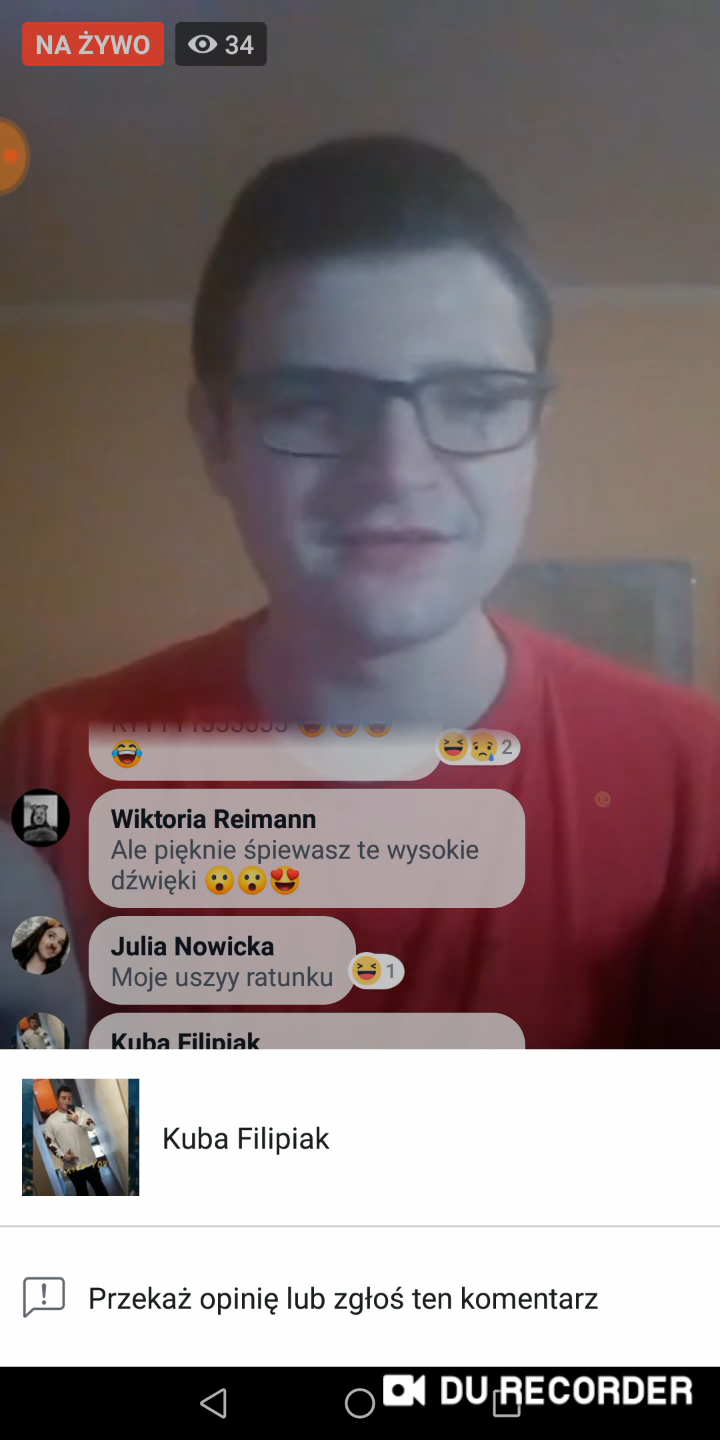 NA ŻYWO
34
2
Wiktoria Reimann
Ale pięknie śpiewasz te wysokie
dźwięki 😮😮😍
Julia Nowicka
Moje uszyy ratunku
1
Kuba Filipiak
Kuba Filipiak
Przekaż opinię lub zgłoś ten komentarz
DU RECORDER